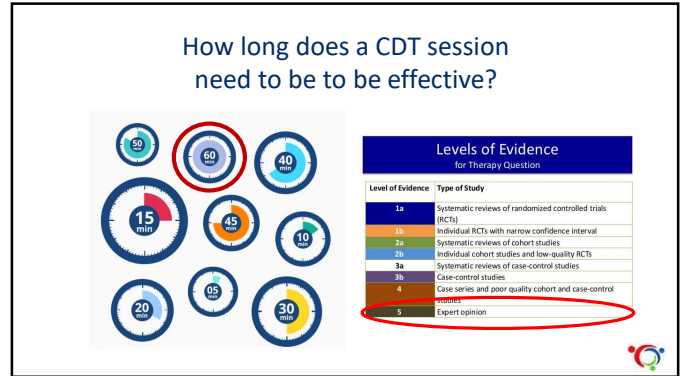 How long does a CDT session
need to be to be effective?
50
min
60
min
40
min
15
min
45
min
10
min
20
min
05
min
30
min
Levels of Evidence
for Therapy Question
Level of Evidence Type of Study
1a Systematic reviews of randomized controlled trials
(RCTs)
1b Individual RCTs with narrow confidence interval
2a Systematic reviews of cohort studies
2b Individual cohort studies and low-quality RCTs
3a Systematic reviews of case-control studies
3b Case-control studies
4 Case series and poor quality cohort and case-control
studies
5 Expert opinion